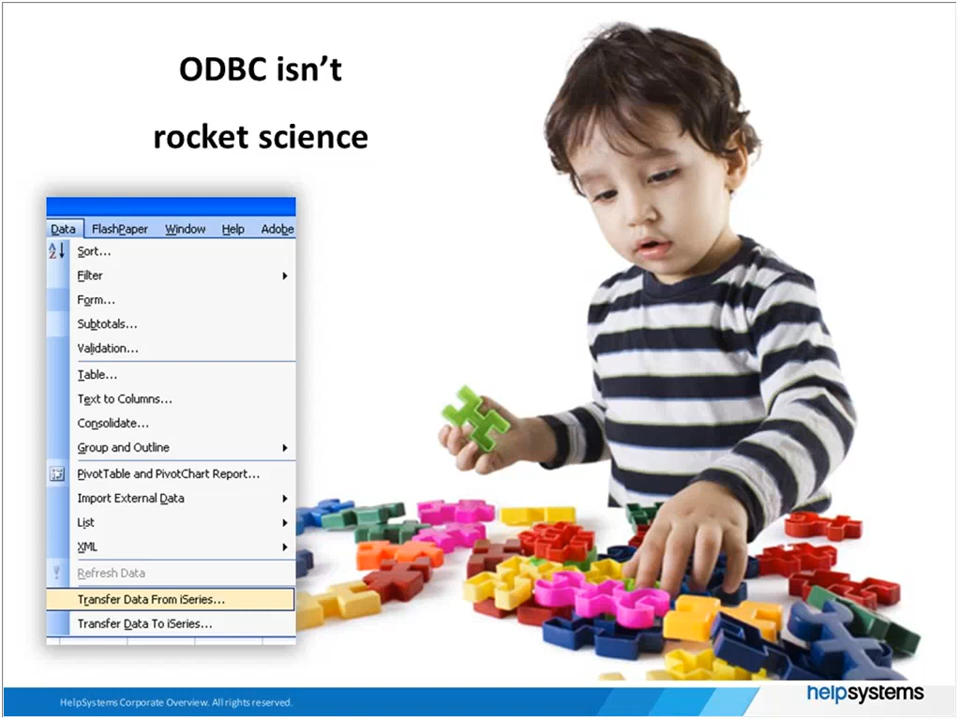 ODBC isn't
rocket science
Data FlashPaper Window Help Adobe
Sort...
Filter
Form...
Subtotals...
Validation...
Table...
Text to Columns...
Consolidate...
Group and Outline
PivotTable and PivotChart Report...
Import External Data
List
XML
Refresh Data
Transfer Data From iSeries...
Transfer Data To iSeries...
HelpSystems Corporate Overview. All rights reserved.
helpsystems